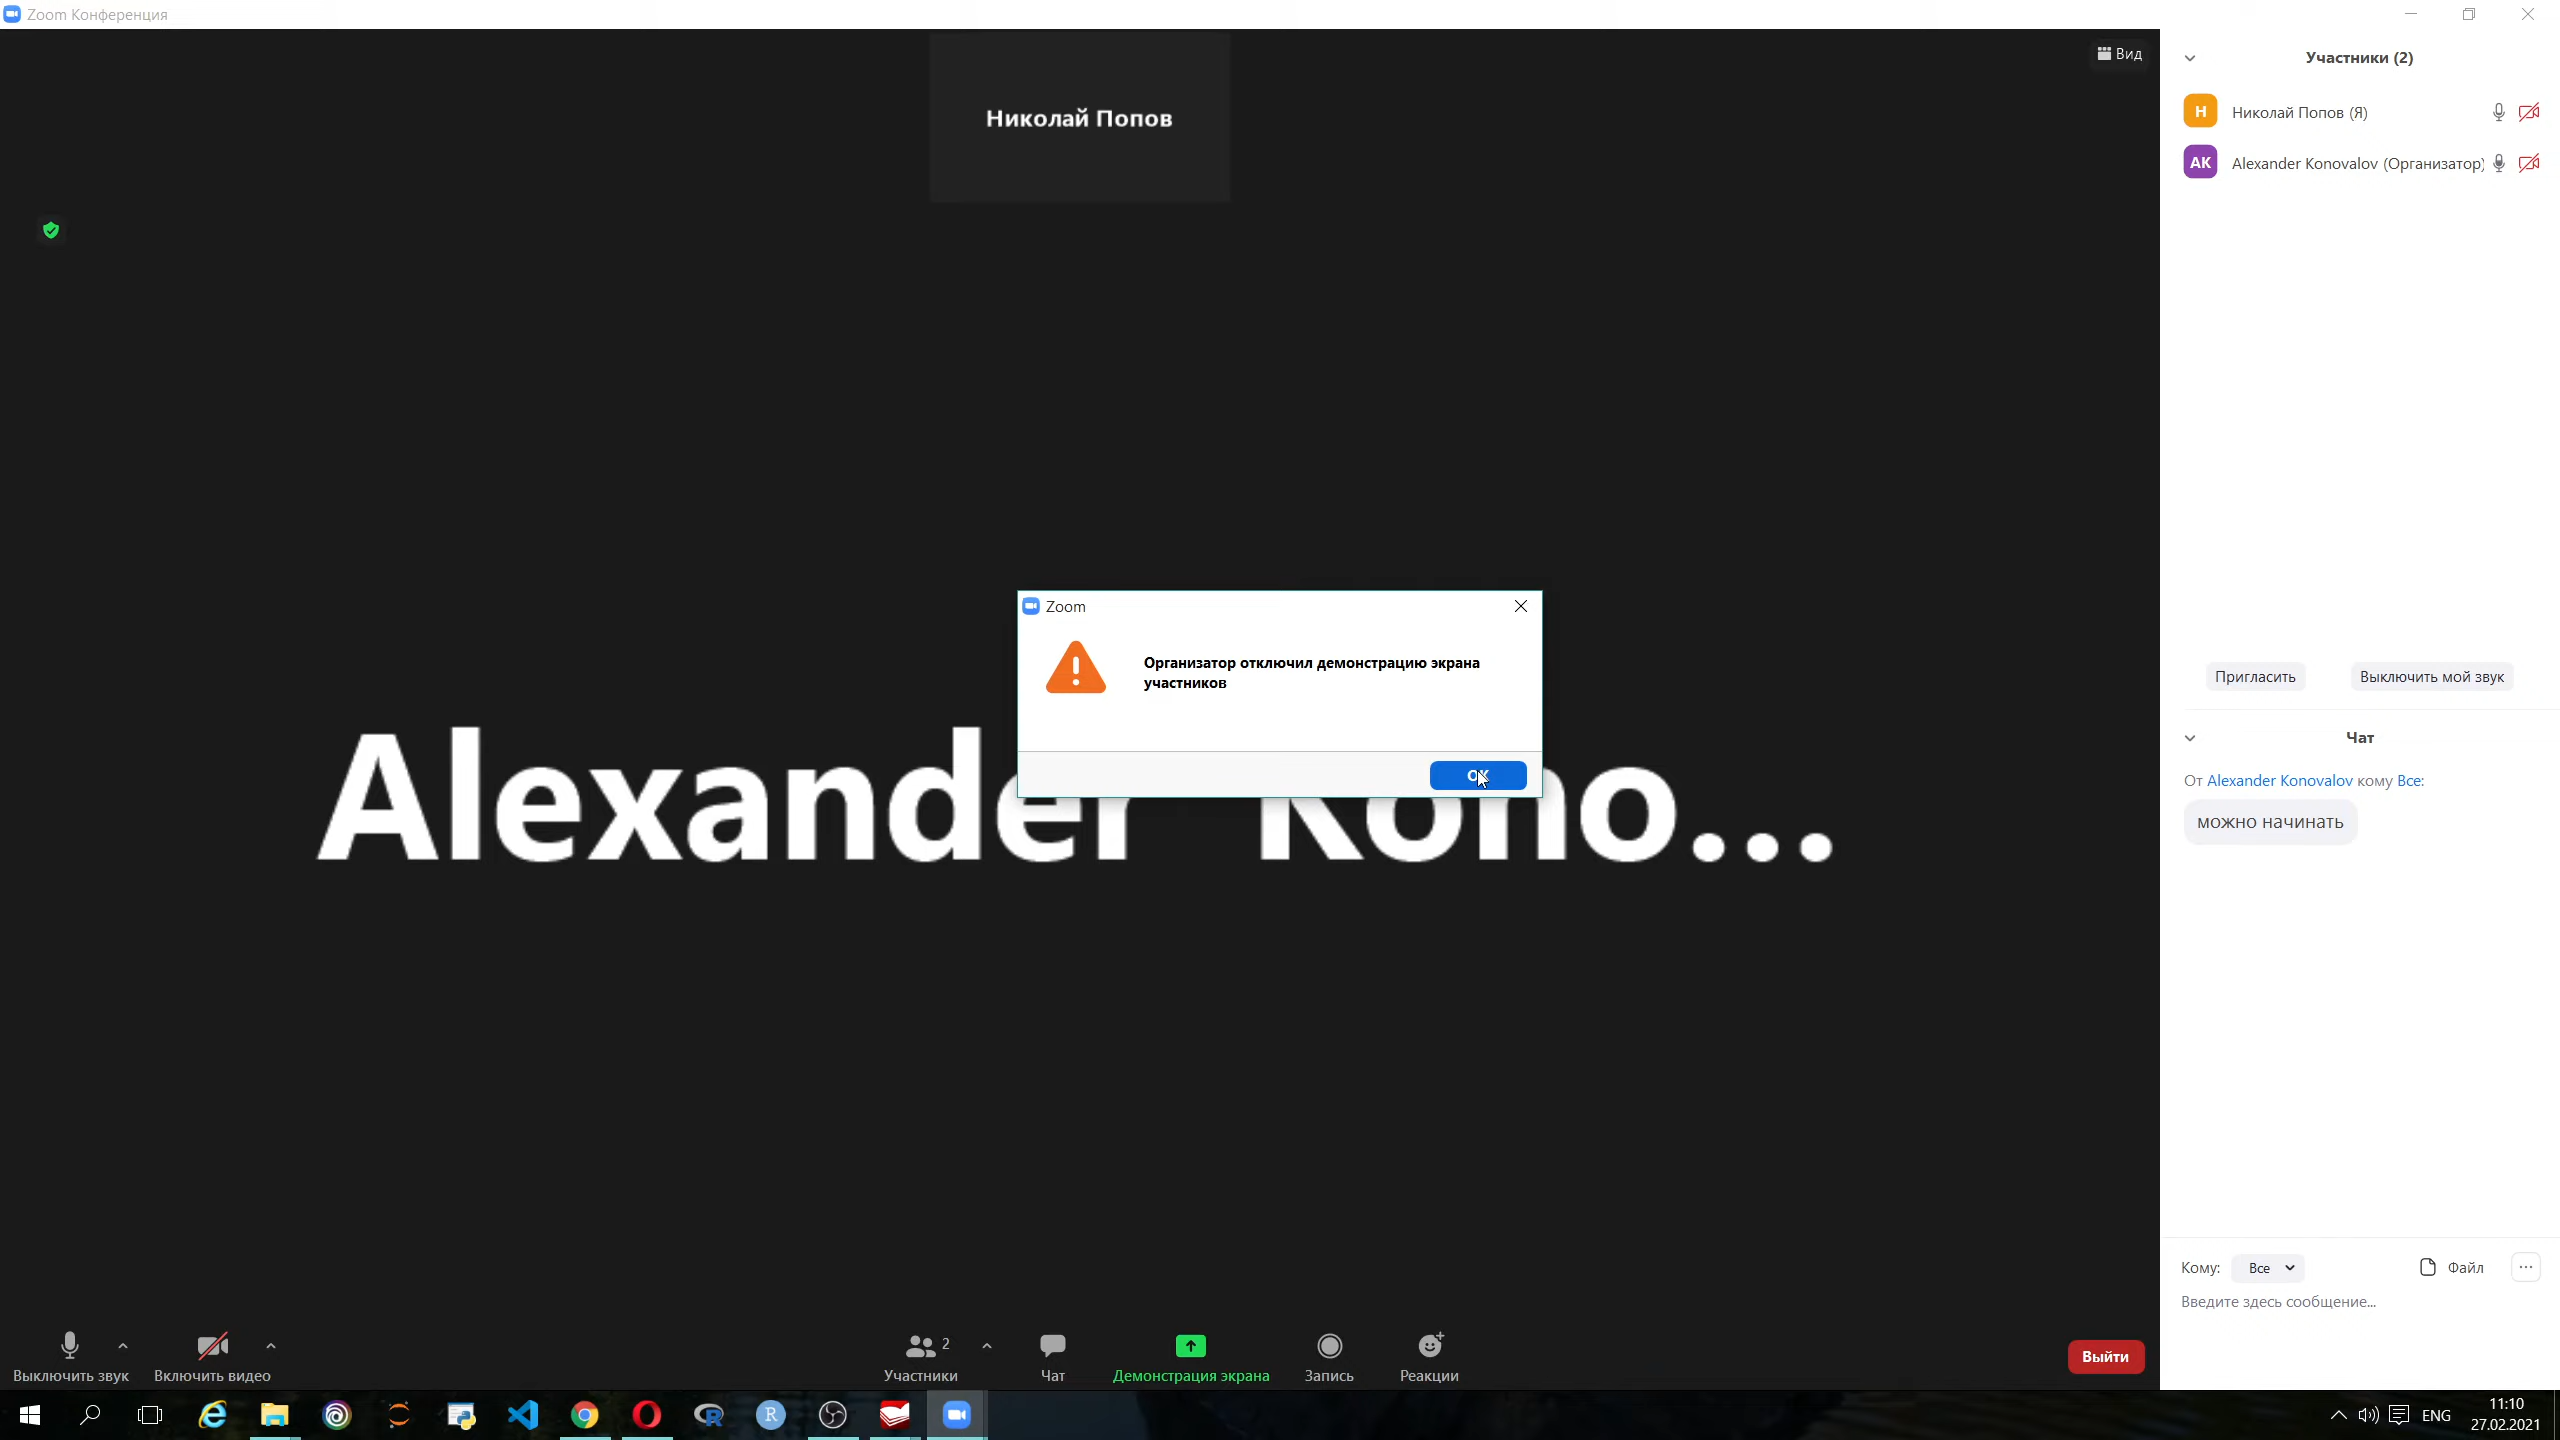 Zoom Конференция
Николай Попов
Вид
Участники (2)
Н Николай Попов (Я)
AK Alexander Konovalov (Организатор)
Zoom
Организатор отключил демонстрацию экрана
участников
OK
Alexander Kono...
Пригласить Выключить мой звук
Чат
От Alexander Konovalov кому Все:
можно начинать
Кому: Все Файл
Введите здесь сообщение...
Выключить звук
Включить видео
2
Участники
Чат
Демонстрация экрана
Запись
Реакции
Выйти
ENG
11:10
27.02.2021